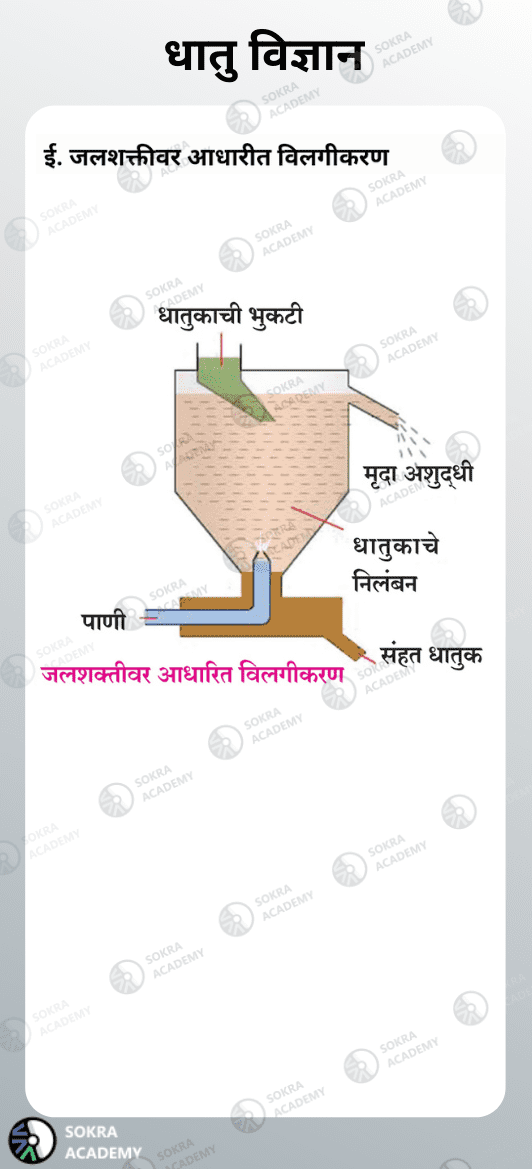 धातु विज्ञान
ई. जलशक्तीवर आधारीत विलगीकरण
धातुकाची भुकटी
मृदा अशुद्धी
धातुकाचे
निलंबन
पाणी
संहत धातुक
जलशक्तीवर आधारित विलगीकरण
SOKRA
ACADEMY